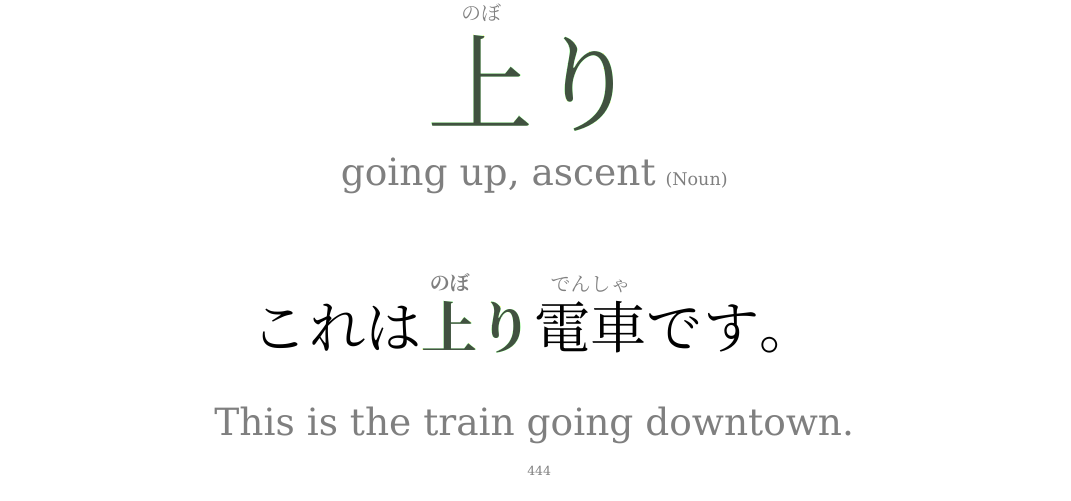 のぼ
上り
going up, ascent (Noun)
のぼ でんしゃ
これは上り電車です。
This is the train going downtown.
444